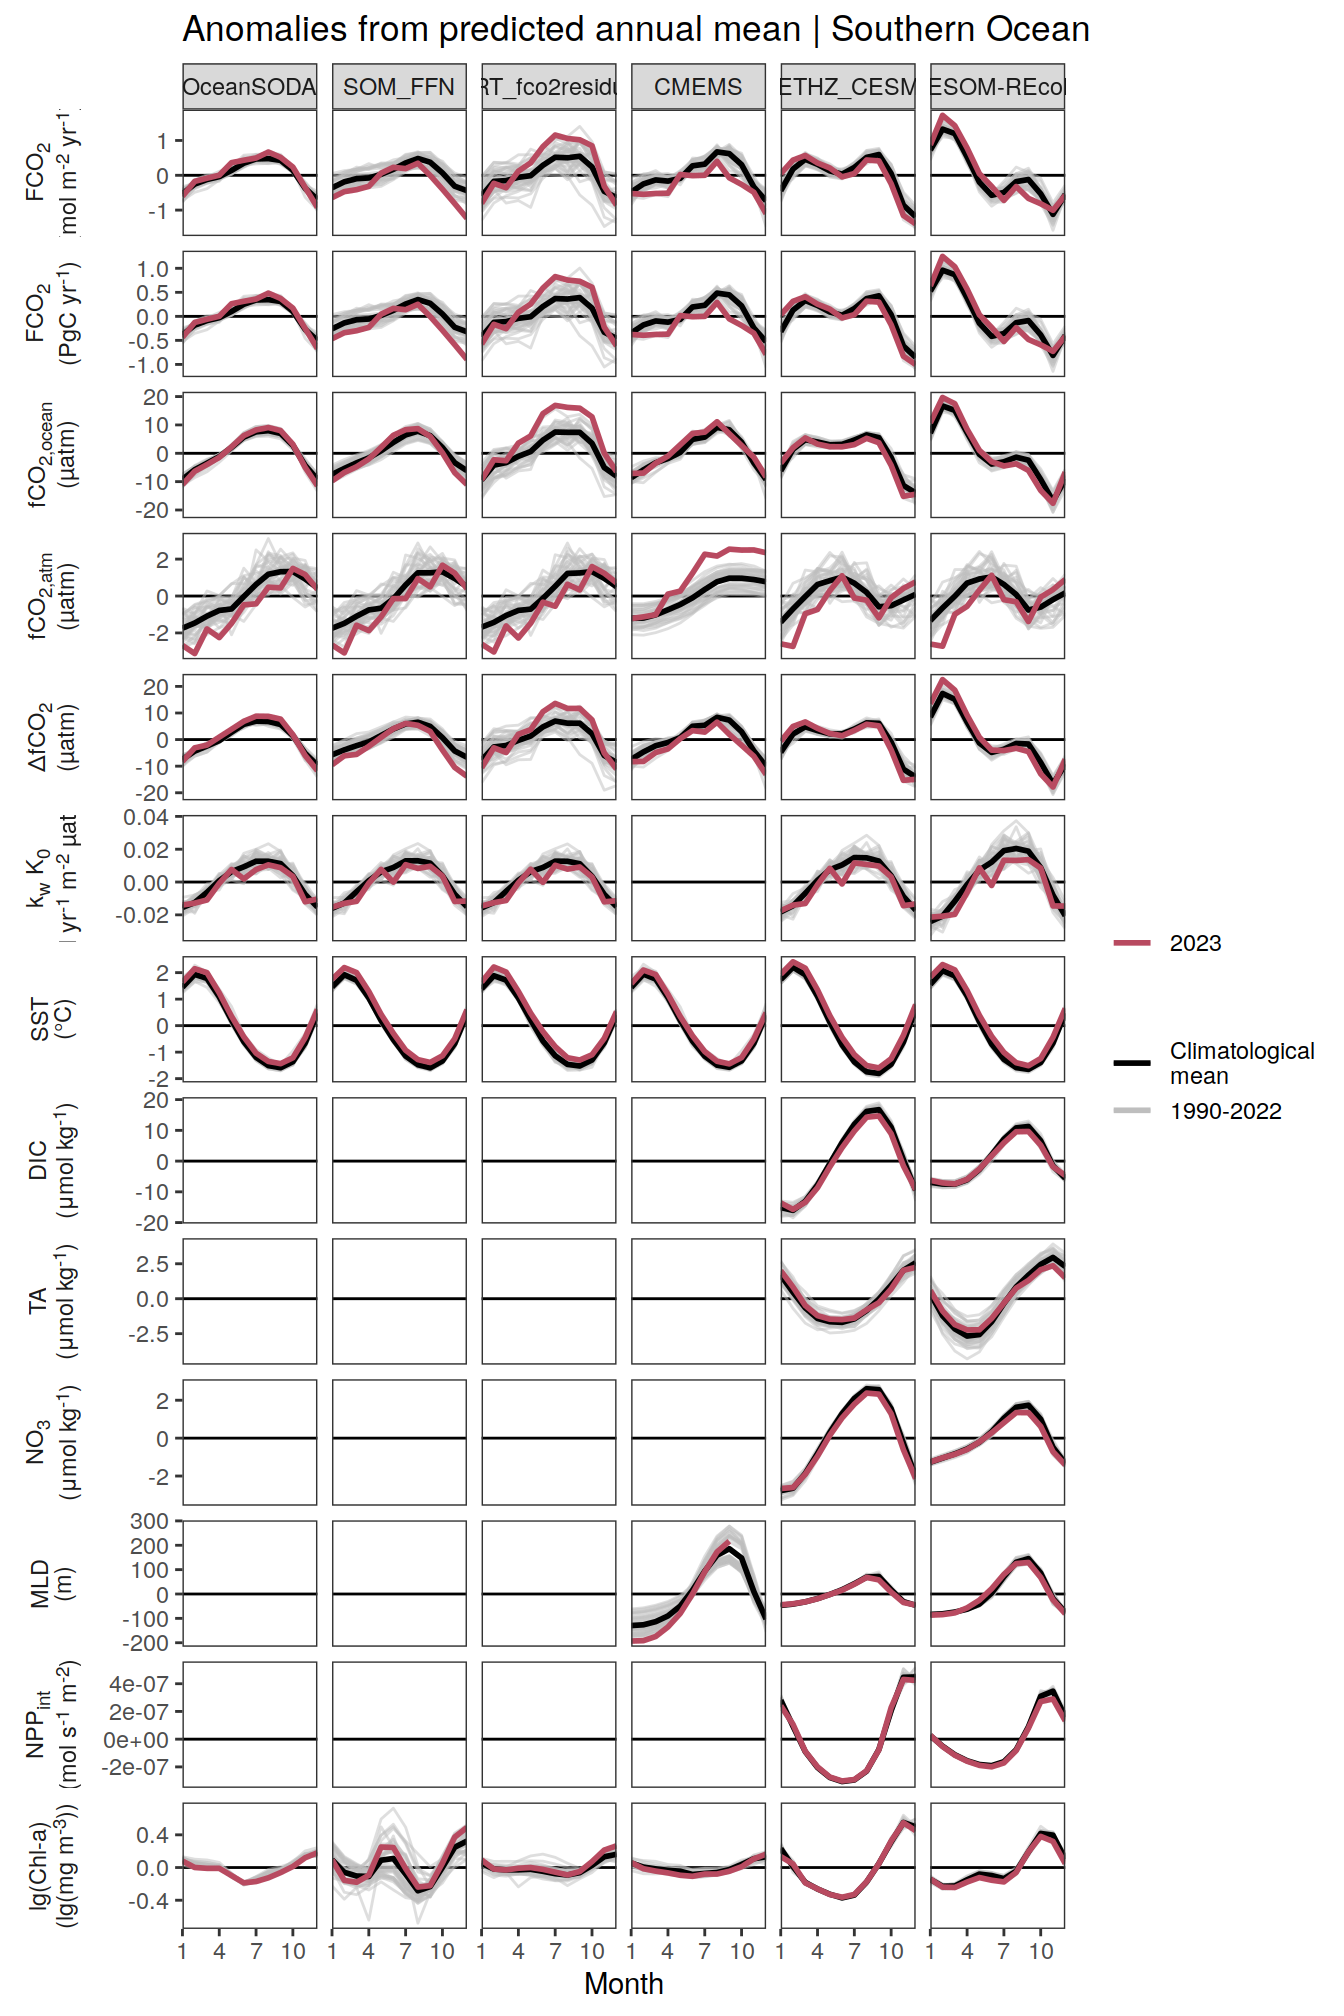 Anomalies from predicted annual mean | Southern Ocean
OceanSODA SOM_FFN RT_fco2residu CMEMS ETHZ_CESM ESOM-REcol
FCO2
mol m-2 yr-1
1
0
-1
FCO2
(PgC yr-1)
1.0
0.5
0.0
-0.5
-1.0
fCO2,ocean
(µatm)
20
10
0
-10
-20
fCO2,atm
(µatm)
2
0
-2
ΔfCO2
(µatm)
20
10
0
-10
-20
kw K0
yr-1 m-2 µat
0.04
0.02
0.00
-0.02
SST
(°C)
2
1
0
-1
-2
DIC
(µmol kg-1)
20
10
0
-10
-20
TA
(µmol kg-1)
2.5
0.0
-2.5
NO3
(µmol kg-1)
2
0
-2
MLD
(m)
300
200
100
0
-100
-200
NPPint
(mol s-1 m-2)
4e-07
2e-07
0e+00
-2e-07
lg(Chl-a)
(lg(mg m-3))
0.4
0.0
-0.4
1 4 7 10 1 4 7 10 1 4 7 10 1 4 7 10 1 4 7 10 1 4 7 10
Month
2023
Climatological
mean
1990-2022